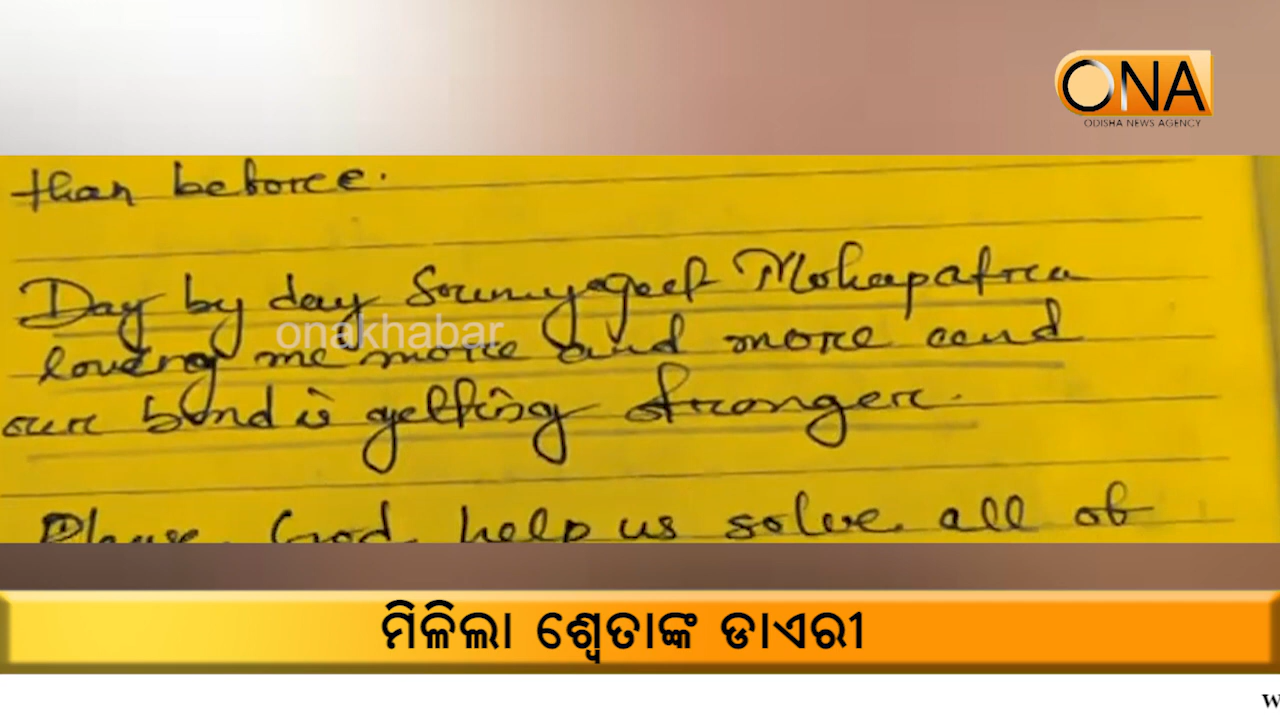 ONA
ODISHA NEWS AGENCY
than before.
Day by day Soumyageet Mohapatra
loving me more and more and
onakhabar
our bond is getting stronger.
Please God help us solve all of
ମିଳିଲା ଶ୍ୱେତାଙ୍କ ଡାଏରୀ
W